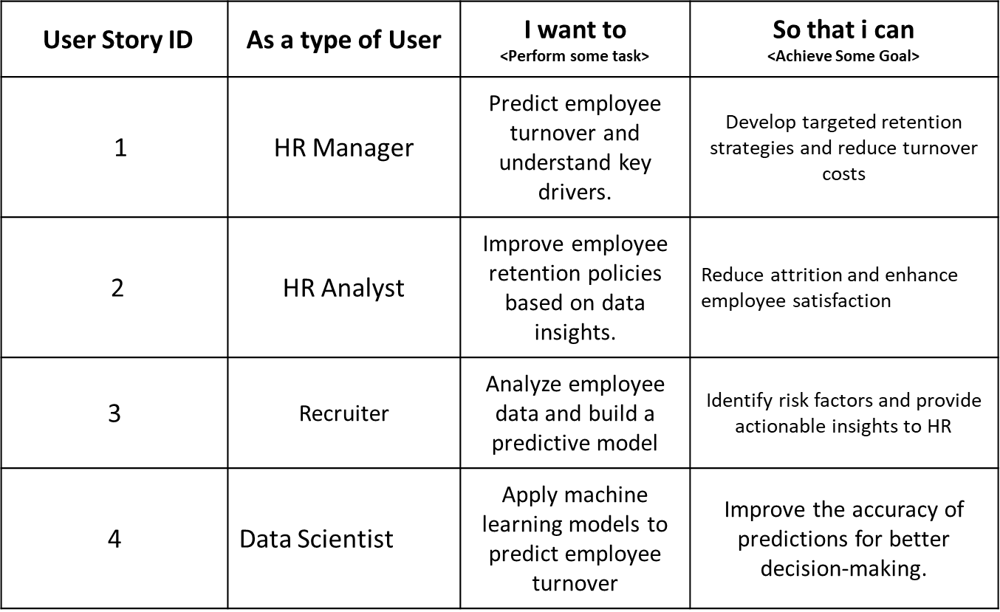 User Story ID
As a type of User
I want to
<Perform some task>
So that i can
<Achieve Some Goal>
1
HR Manager
Predict employee
turnover and
understand key
drivers.
Develop targeted retention
strategies and reduce turnover
costs
2
HR Analyst
Improve employee
retention policies
based on data
insights.
Reduce attrition and enhance
employee satisfaction
3
Recruiter
Analyze employee
data and build a
predictive model
Identify risk factors and provide
actionable insights to HR
4
Data Scientist
Apply machine
learning models to
predict employee
turnover
Improve the accuracy of
predictions for better
decision-making.